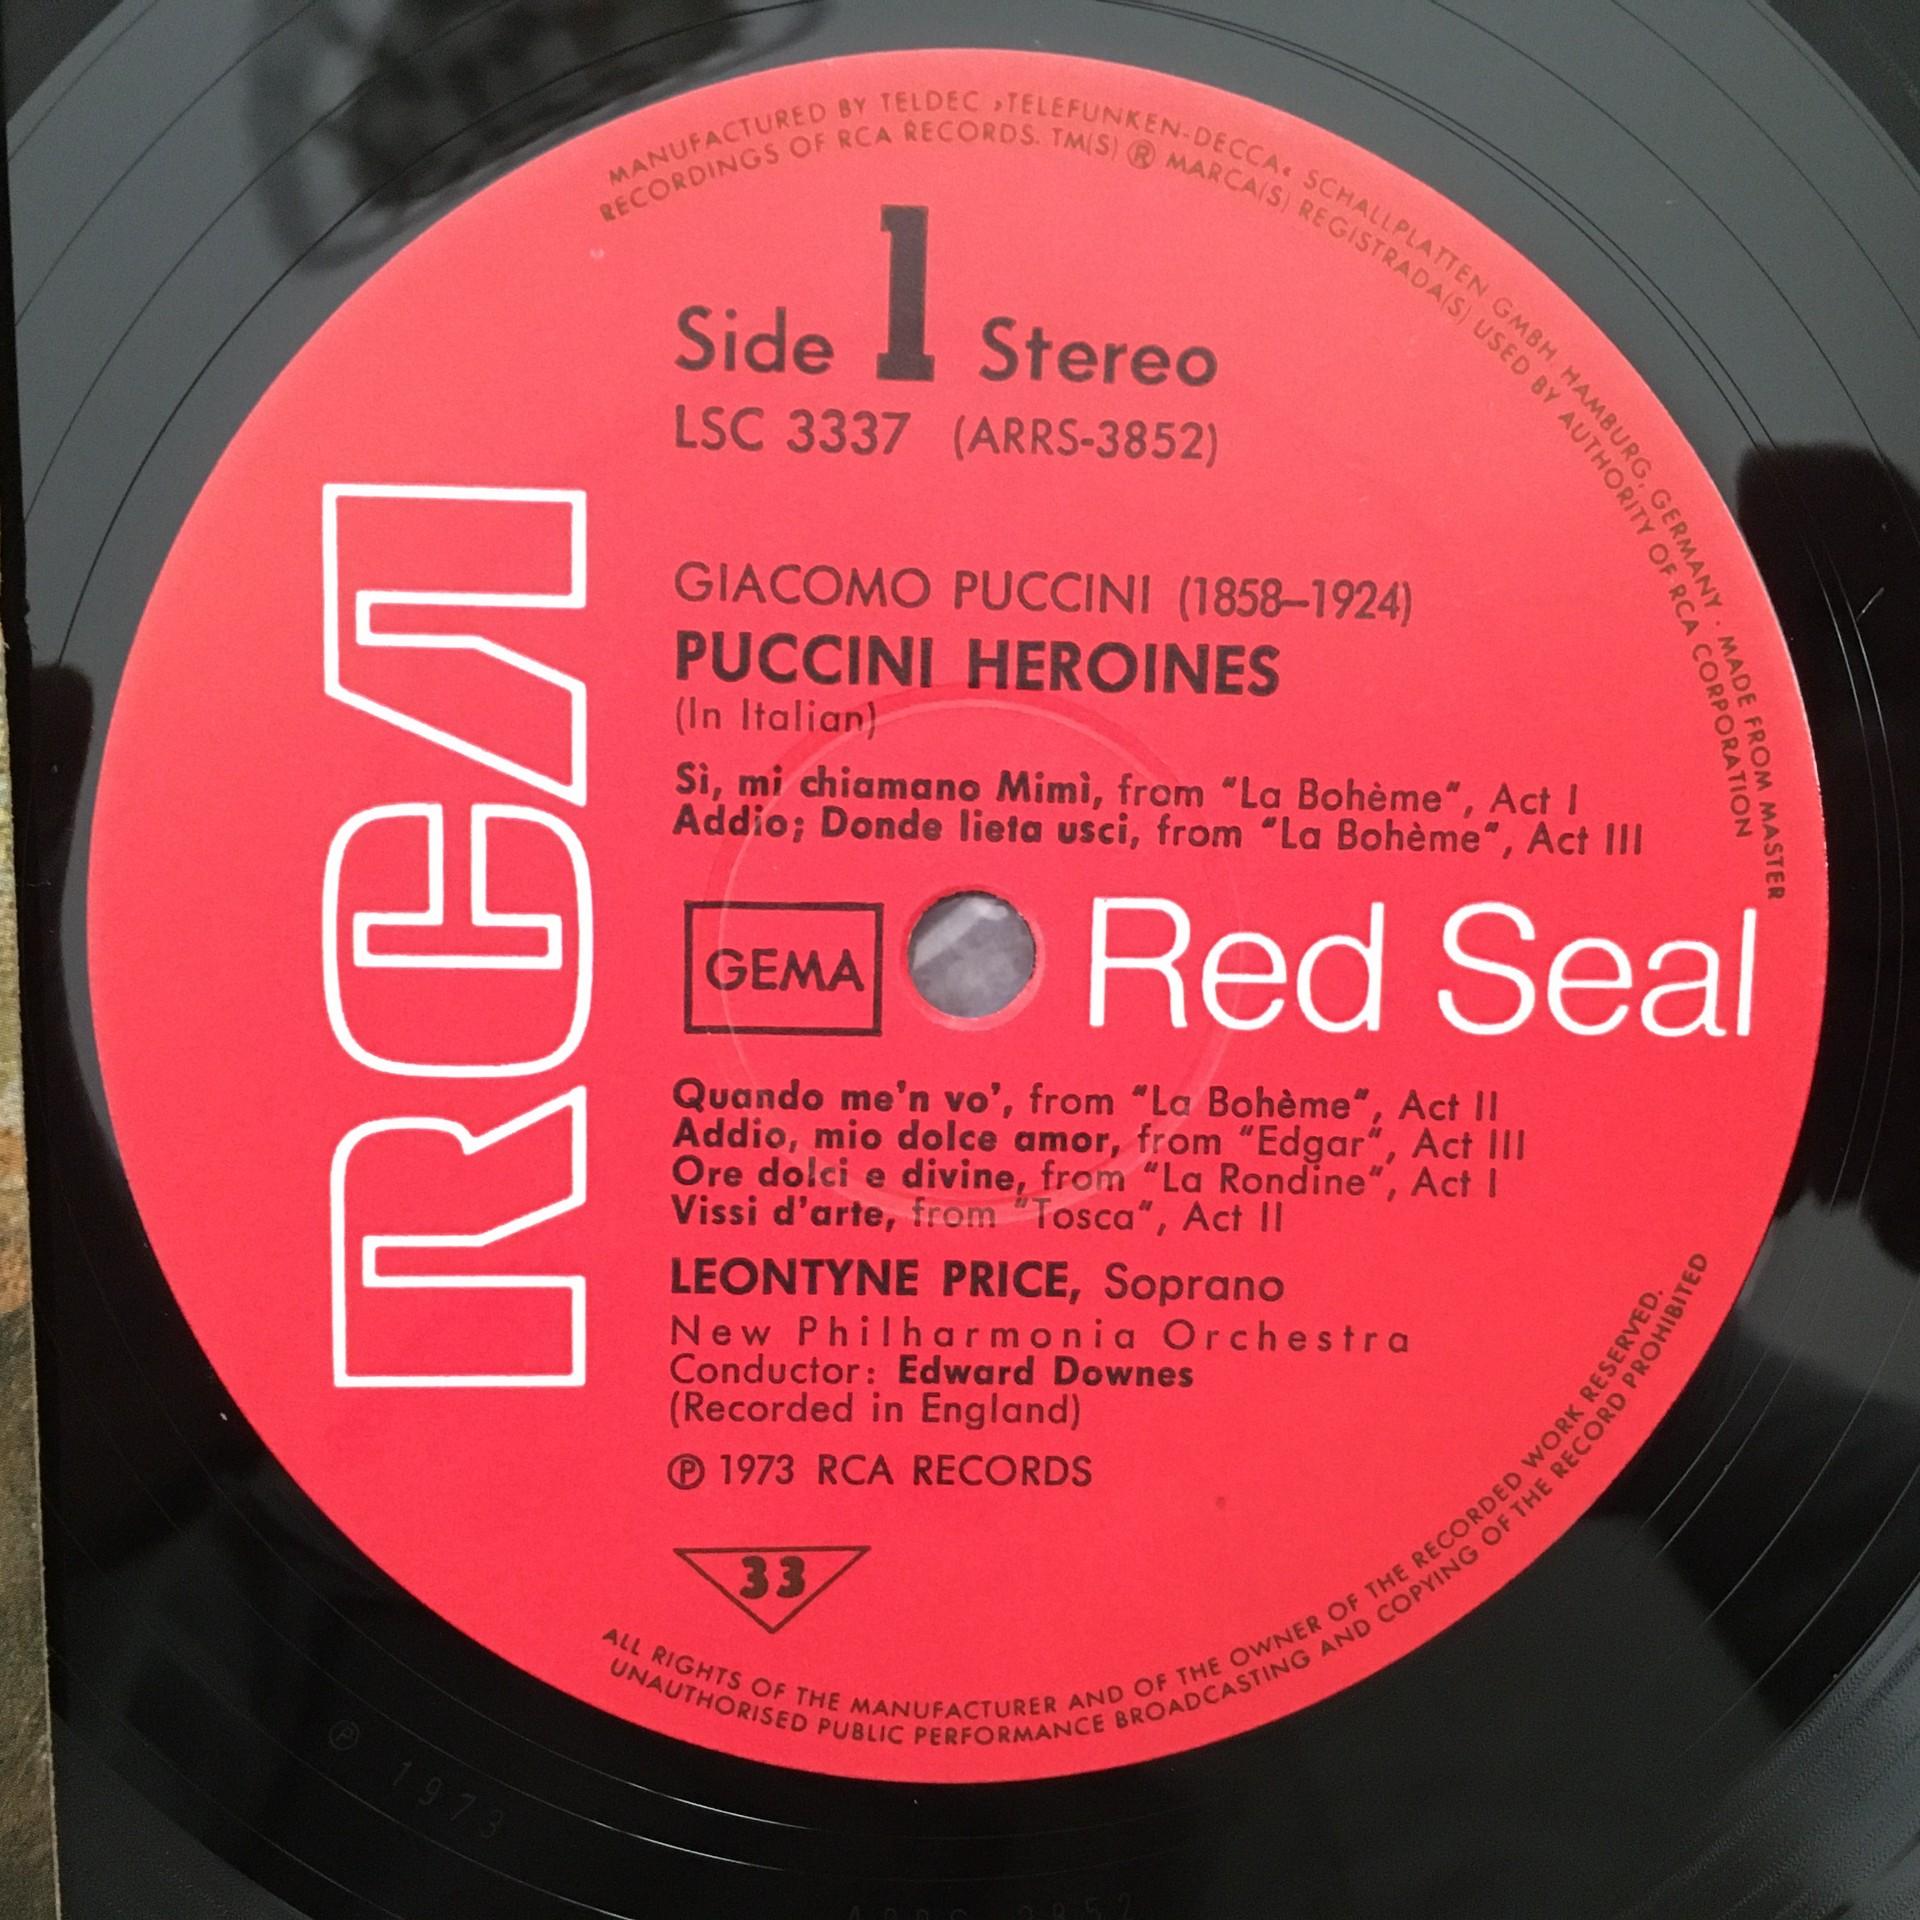 MANUFACTURED BY TELDEC ›TELEFUNKEN-DECCA‹ SCHALLPLATTEN GMBH, HAMBURG, GERMANY · MADE FROM MASTER
RECORDINGS OF RCA RECORDS. TM(S) ® MARCA(S) REGISTRADA(S) USED BY AUTHORITY OF RCA CORPORATION
Side 1 Stereo
LSC 3337 (ARRS-3852)
RCA
GIACOMO PUCCINI (1858–1924)
PUCCINI HEROINES
(In Italian)
Sì, mi chiamano Mimì, from "La Bohème", Act I
Addio; Donde lieta usci, from "La Bohème", Act III
GEMA
Red Seal
Quando me'n vo', from "La Bohème", Act II
Addio, mio dolce amor, from "Edgar", Act III
Ore dolci e divine, from "La Rondine", Act I
Vissi d'arte, from "Tosca", Act II
LEONTYNE PRICE, Soprano
New Philharmonia Orchestra
Conductor: Edward Downes
(Recorded in England)
℗ 1973 RCA RECORDS
33
ALL RIGHTS OF THE MANUFACTURER AND OF THE OWNER OF THE RECORDED WORK RESERVED.
UNAUTHORISED PUBLIC PERFORMANCE BROADCASTING AND COPYING OF THE RECORD PROHIBITED
℗ 1973
ARRS 3852